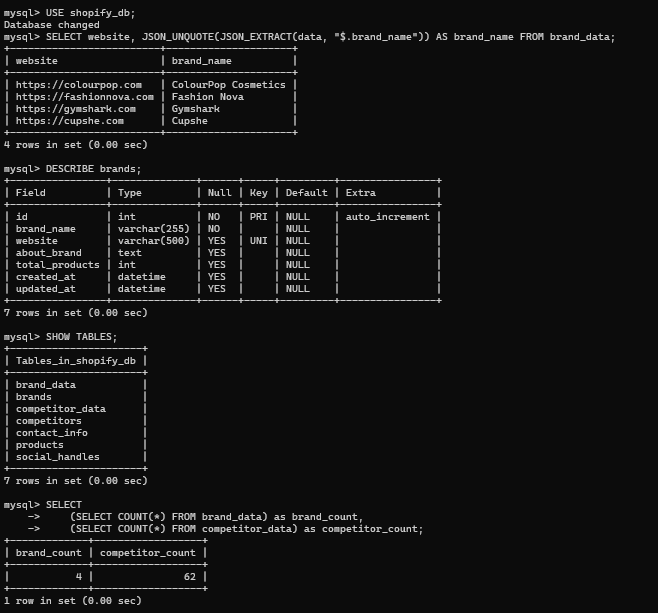 mysql> USE shopify_db;
Database changed
mysql> SELECT website, JSON_UNQUOTE(JSON_EXTRACT(data, "$.brand_name")) AS brand_name FROM brand_data;
+-------------------------+---------------------+
| website                 | brand_name          |
+-------------------------+---------------------+
| https://colourpop.com   | ColourPop Cosmetics |
| https://fashionnova.com | Fashion Nova        |
| https://gymshark.com    | Gymshark            |
| https://cupshe.com      | Cupshe              |
+-------------------------+---------------------+
4 rows in set (0.00 sec)

mysql> DESCRIBE brands;
+----------------+--------------+------+-----+---------+----------------+
| Field          | Type         | Null | Key | Default | Extra          |
+----------------+--------------+------+-----+---------+----------------+
| id             | int          | NO   | PRI | NULL    | auto_increment |
| brand_name     | varchar(255) | NO   |     | NULL    |                |
| website        | varchar(500) | YES  | UNI | NULL    |                |
| about_brand    | text         | YES  |     | NULL    |                |
| total_products | int          | YES  |     | NULL    |                |
| created_at     | datetime     | YES  |     | NULL    |                |
| updated_at     | datetime     | YES  |     | NULL    |                |
+----------------+--------------+------+-----+---------+----------------+
7 rows in set (0.00 sec)

mysql> SHOW TABLES;
+----------------------+
| Tables_in_shopify_db |
+----------------------+
| brand_data           |
| brands               |
| competitor_data      |
| competitors          |
| contact_info         |
| products             |
| social_handles       |
+----------------------+
7 rows in set (0.00 sec)

mysql> SELECT
    ->     (SELECT COUNT(*) FROM brand_data) as brand_count,
    ->     (SELECT COUNT(*) FROM competitor_data) as competitor_count;
+-------------+------------------+
| brand_count | competitor_count |
+-------------+------------------+
|           4 |               62 |
+-------------+------------------+
1 row in set (0.00 sec)